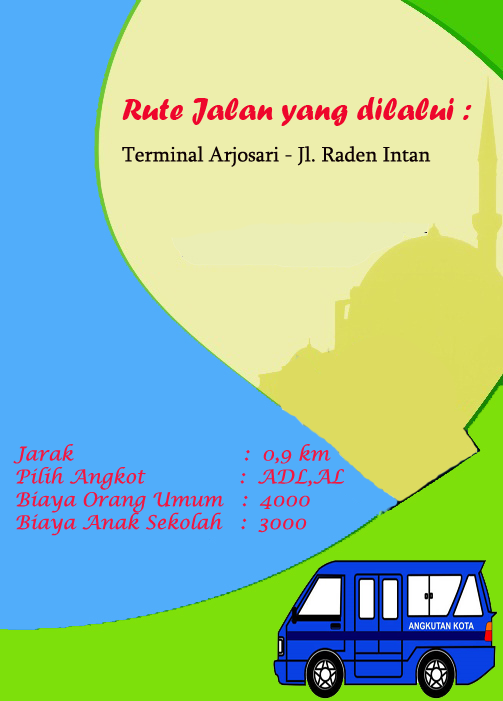 Rute Jalan yang dilalui :
Terminal Arjosari - Jl. Raden Intan
Jarak : 0,9 km
Pilih Angkot : ADL,AL
Biaya Orang Umum : 4000
Biaya Anak Sekolah : 3000
ANGKUTAN KOTA